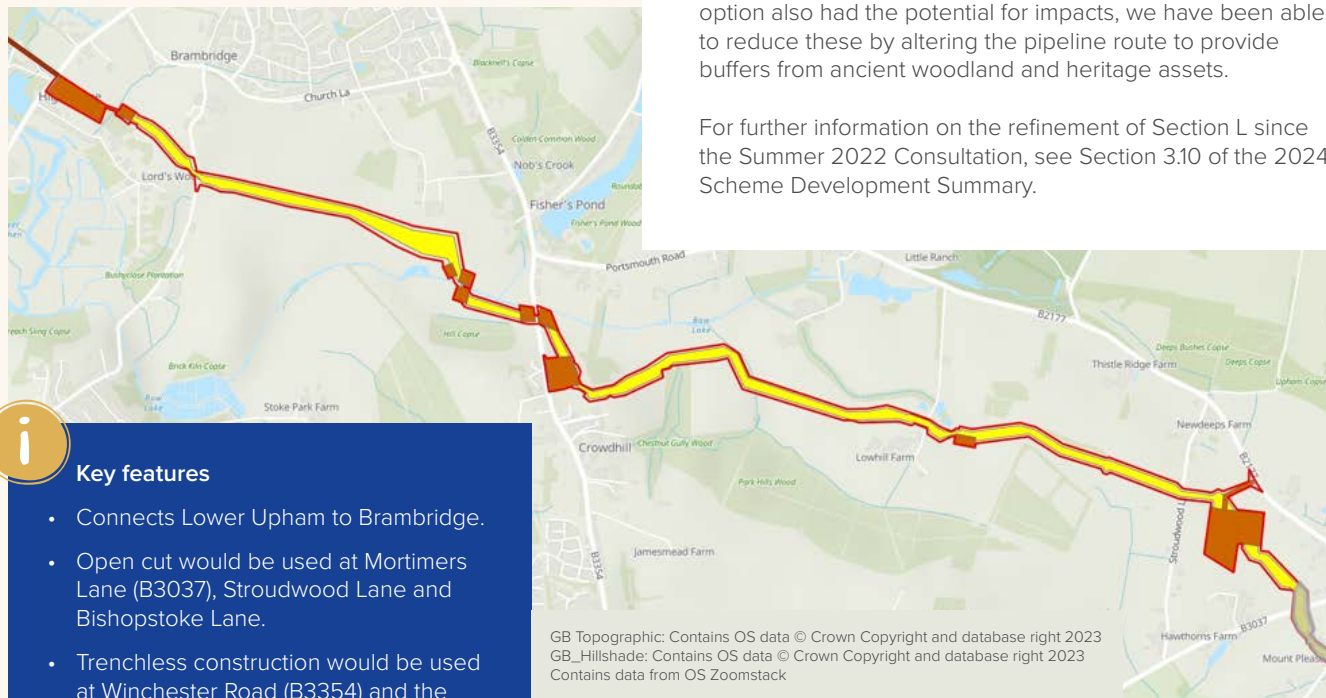 option also had the potential for impacts, we have been able
to reduce these by altering the pipeline route to provide
buffers from ancient woodland and heritage assets.
For further information on the refinement of Section L since
the Summer 2022 Consultation, see Section 3.10 of the 2024
Scheme Development Summary.
Brambridge
Church La
Blacknell's Copse
B3354
Colden Common Wood
Nob's Crook
Lord's Wo
Fisher's Pond
Fisher's Pond Wood
Portsmouth Road
Little Ranch
Bushyclose Plantation
Hill Copse
Row
Lake
B2177
Deeps Bushes Copse
Deeps Copse
Thistle Ridge Farm
Upham Copse
Brick Kiln Copse
Row
Lake
Stoke Park Farm
Newdeeps Farm
B2177
Crowdhill
Chestnut Gully Wood
Lowhill Farm
Park Hills Wood
Stroudwood L
Jamesmead Farm
B3354
B3037
Hawthorns Farm
Mount Pleas
i
Key features
• Connects Lower Upham to Brambridge.
• Open cut would be used at Mortimers
Lane (B3037), Stroudwood Lane and
Bishopstoke Lane.
• Trenchless construction would be used
at Winchester Road (B3354) and the
GB Topographic: Contains OS data © Crown Copyright and database right 2023
GB_Hillshade: Contains OS data © Crown Copyright and database right 2023
Contains data from OS Zoomstack